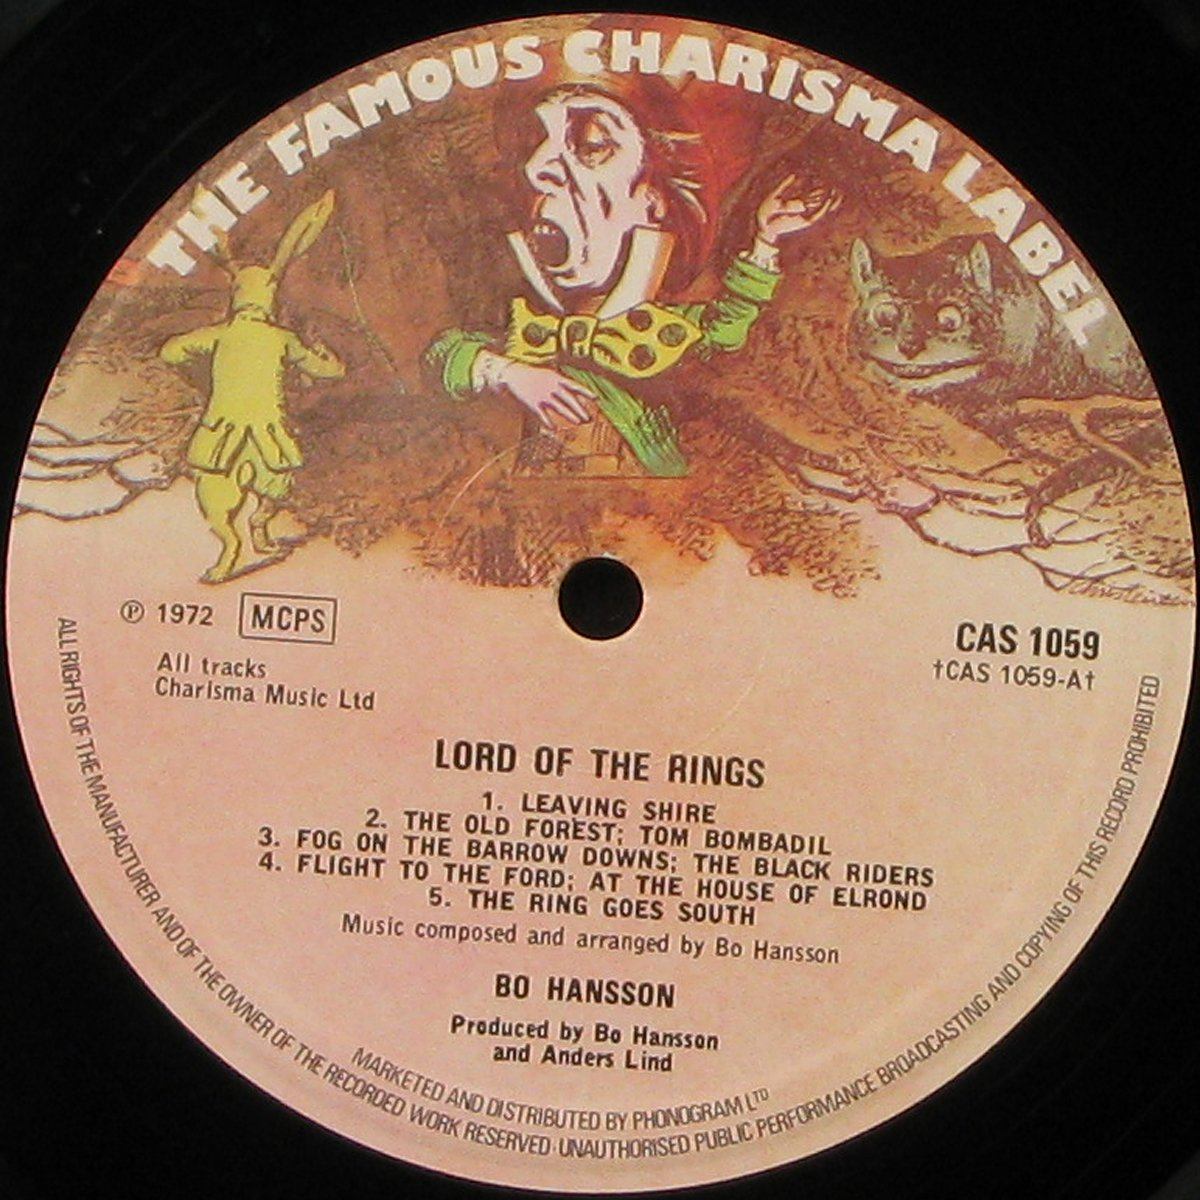 THE FAMOUS CHARISMA LABEL
℗ 1972 MCPS
All tracks
Charisma Music Ltd
CAS 1059
†CAS 1059-A†
LORD OF THE RINGS
1. LEAVING SHIRE
2. THE OLD FOREST; TOM BOMBADIL
3. FOG ON THE BARROW DOWNS; THE BLACK RIDERS
4. FLIGHT TO THE FORD; AT THE HOUSE OF ELROND
5. THE RING GOES SOUTH
Music composed and arranged by Bo Hansson
BO HANSSON
Produced by Bo Hansson
and Anders Lind
MARKETED AND DISTRIBUTED BY PHONOGRAM LTD
ALL RIGHTS OF THE MANUFACTURER AND OF THE OWNER OF THE RECORDED WORK RESERVED · UNAUTHORISED PUBLIC PERFORMANCE BROADCASTING AND COPYING OF THIS RECORD PROHIBITED